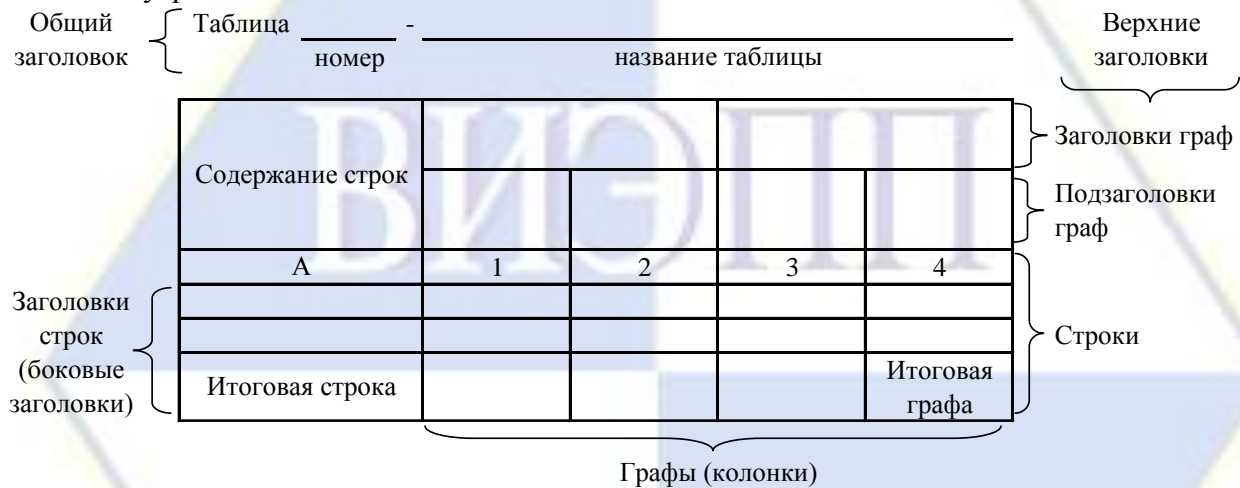 Общий
заголовок
Таблица -
номер
название таблицы
Верхние
заголовки
ВИЭПП
Содержание строк
Заголовки граф
Подзаголовки
граф
А 1 2 3 4
Заголовки
строк
(боковые
заголовки)
Строки
Итоговая строка
Итоговая
графа
Графы (колонки)